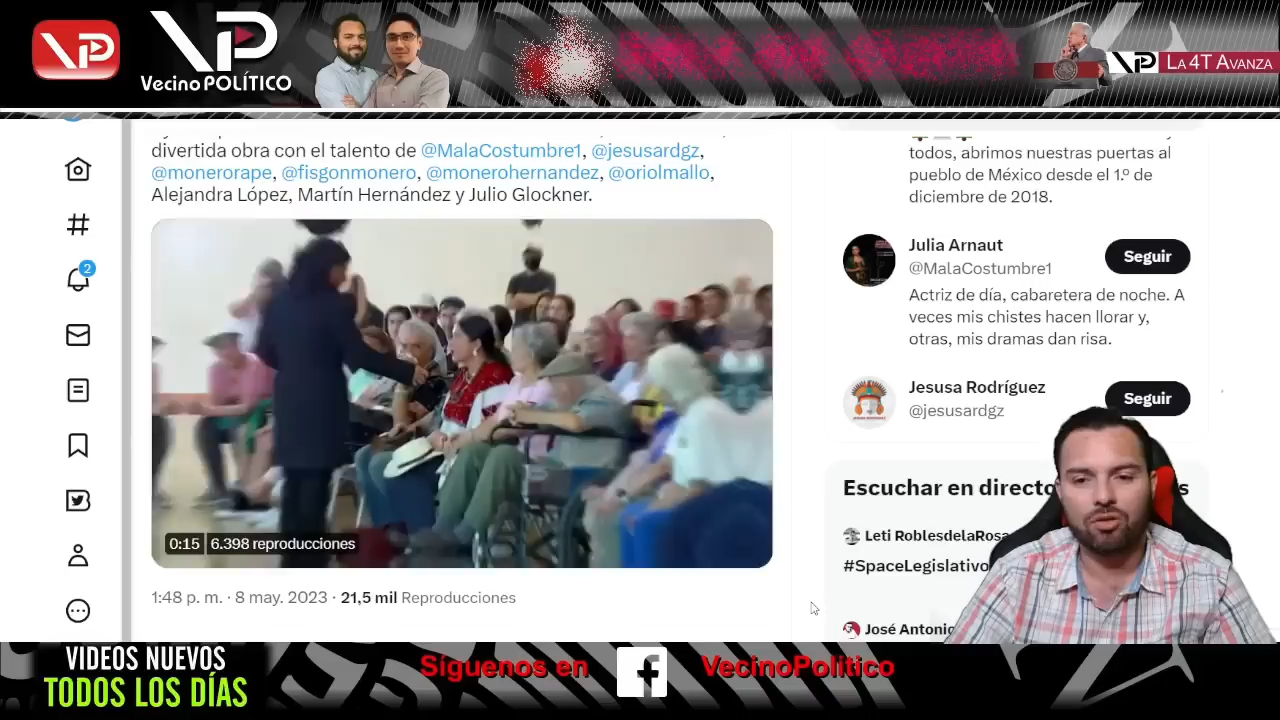 VP
VP
Vecino POLÍTICO
VP LA 4T AVANZA
divertida obra con el talento de @MalaCostumbre1, @jesusardgz,
@monerorape, @fisgonmonero, @monerohernandez, @oriolmallo,
Alejandra López, Martín Hernández y Julio Glockner.
0:15 6.398 reproducciones
1:48 p. m. · 8 may. 2023 · 21,5 mil Reproducciones
2
todos, abrimos nuestras puertas al
pueblo de México desde el 1.º de
diciembre de 2018.
Julia Arnaut
@MalaCostumbre1
Seguir
Actriz de día, cabaretera de noche. A
veces mis chistes hacen llorar y,
otras, mis dramas dan risa.
Jesusa Rodríguez
@jesusardgz
Seguir
Escuchar en directo
Leti RoblesdelaRosa
#SpaceLegislativo
José Antonio
VIDEOS NUEVOS
TODOS LOS DÍAS
Síguenos en f VecinoPolitico